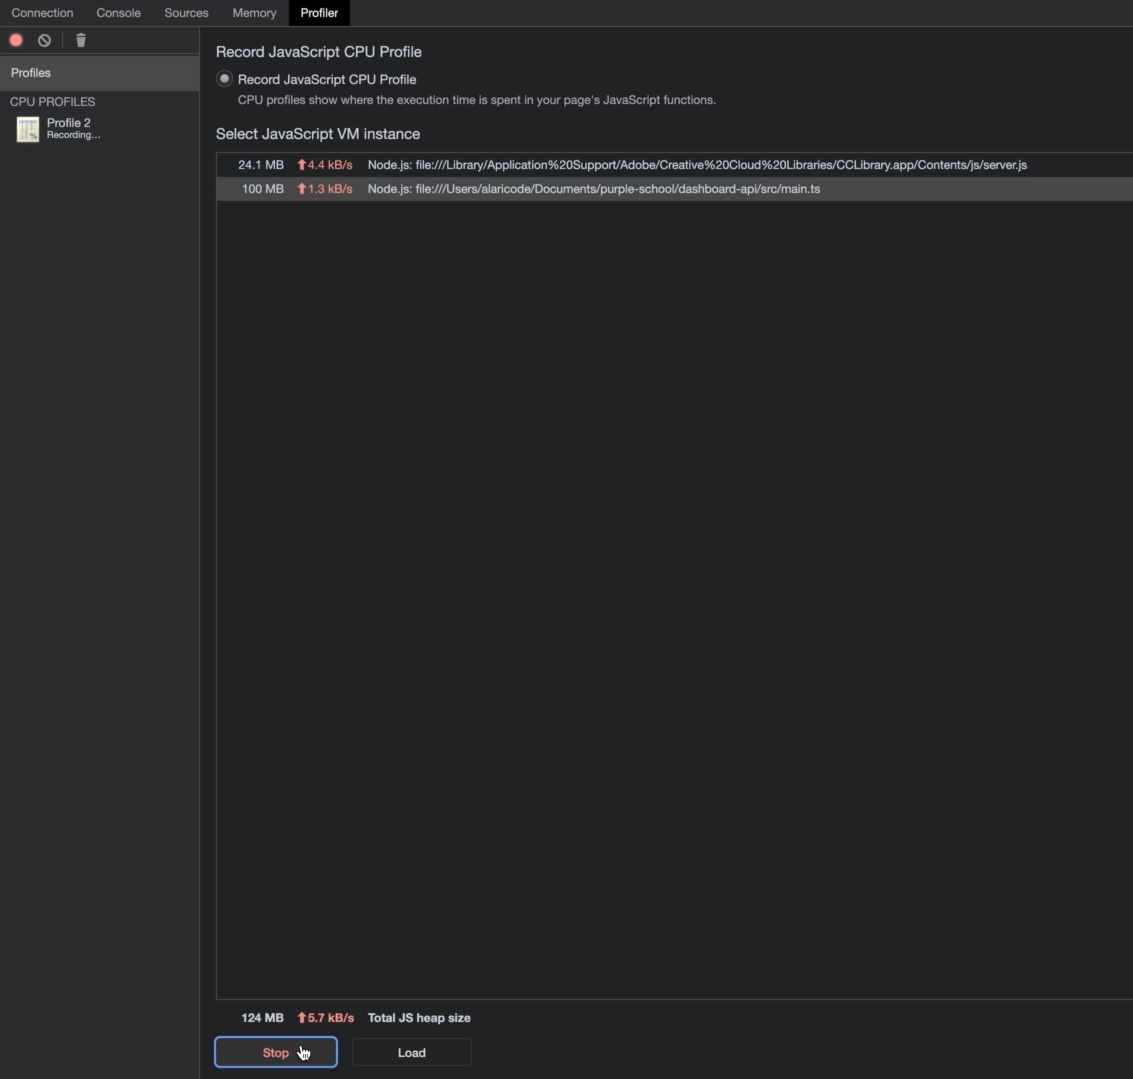 Connection Console Sources Memory Profiler
Profiles
CPU PROFILES
Profile 2
Recording...
Record JavaScript CPU Profile
Record JavaScript CPU Profile
CPU profiles show where the execution time is spent in your page's JavaScript functions.
Select JavaScript VM instance
24.1 MB 4.4 kB/s Node.js: file:///Library/Application%20Support/Adobe/Creative%20Cloud%20Libraries/CCLibrary.app/Contents/js/server.js
100 MB 1.3 kB/s Node.js: file:///Users/alaricode/Documents/purple-school/dashboard-api/src/main.ts
124 MB 5.7 kB/s Total JS heap size
Stop Load